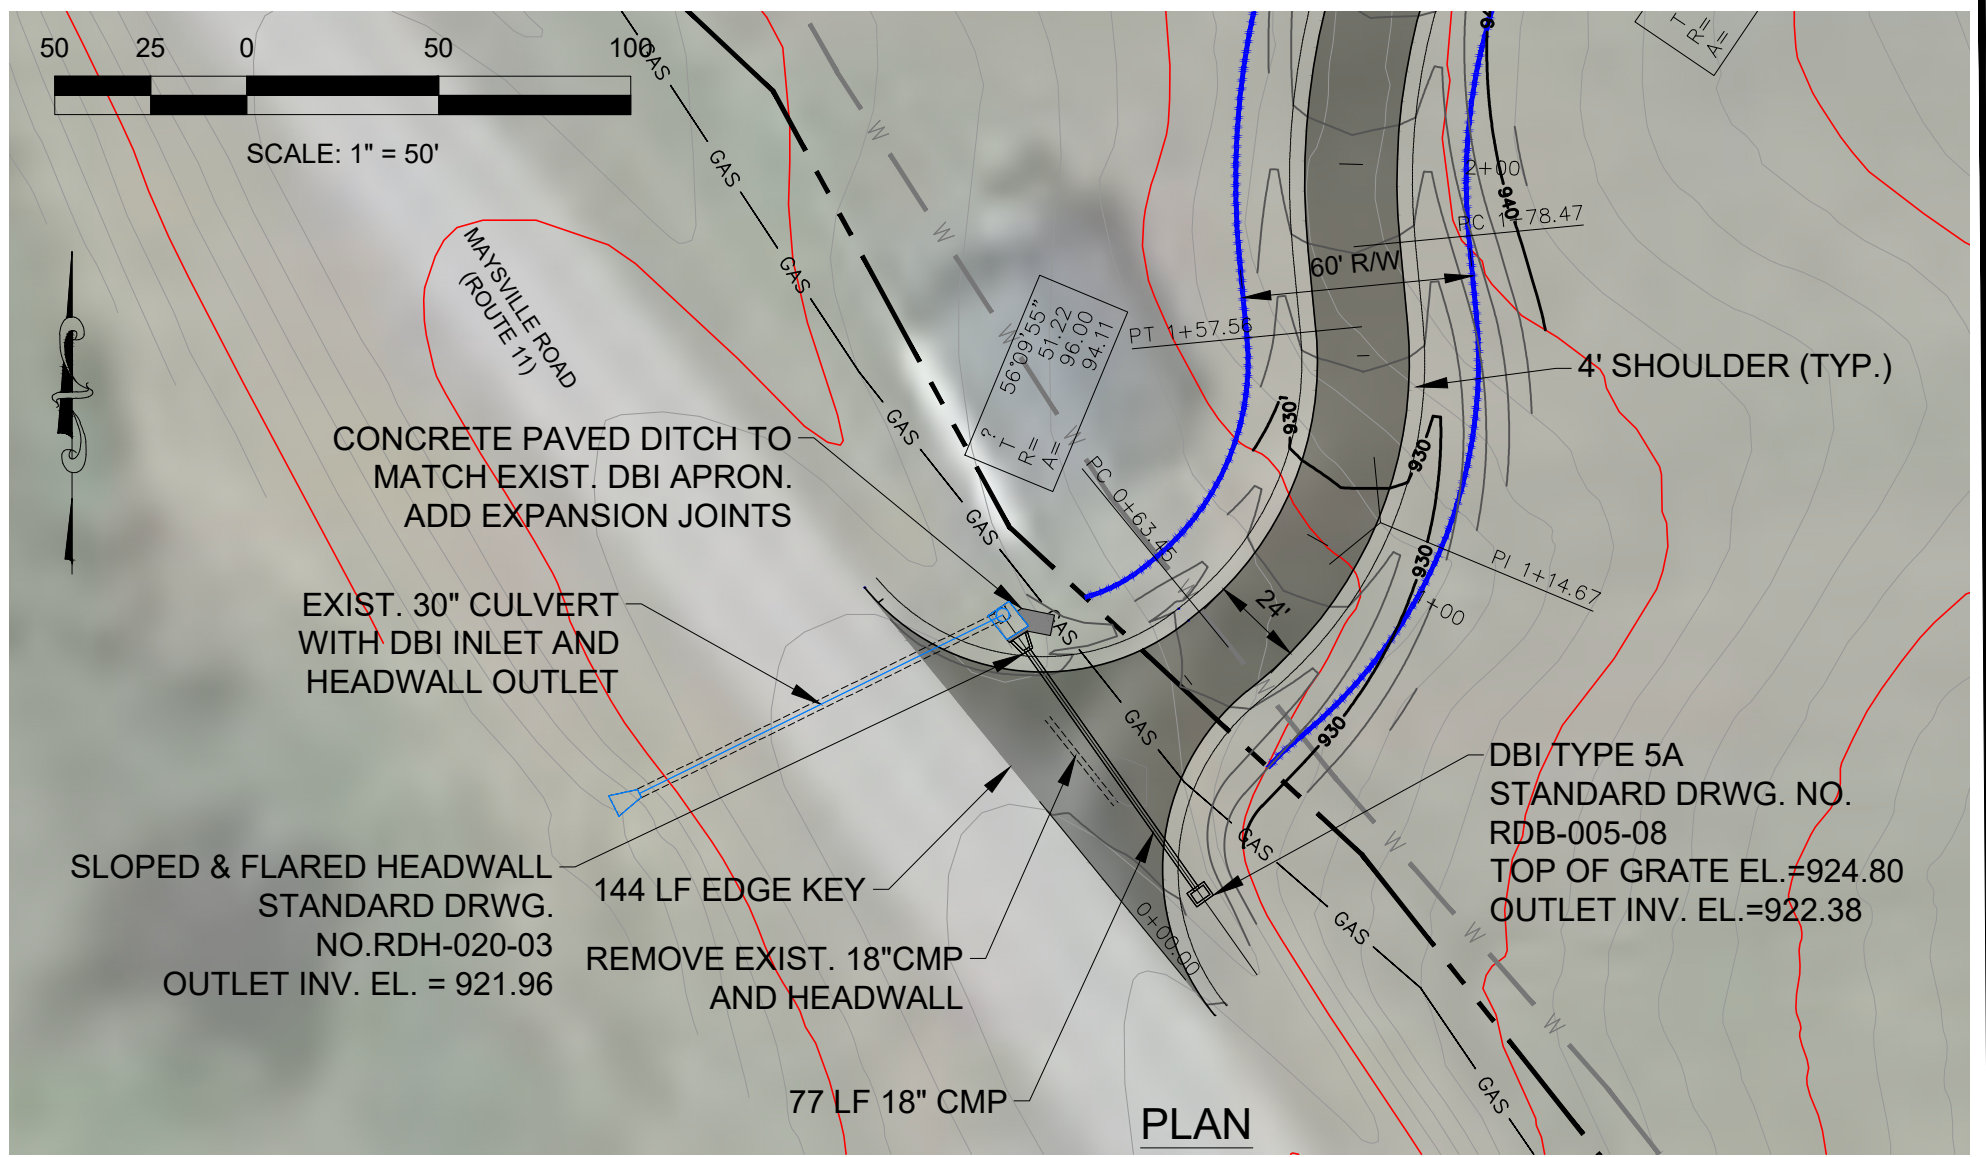 50 25 0 50 100
SCALE: 1" = 50'
MAYSVILLE ROAD
(ROUTE 11)
GAS
GAS
GAS
GAS
GAS
GAS
GAS
GAS
GAS
GAS
W
W
W
W
W
W
W
W
W
T
R=
A=
2+00
940
PC 1+78.47
60' R/W
PT 1+57.56
? 56°09'55"
T 51.22
R= 96.00
A= 94.11
4' SHOULDER (TYP.)
930'
930
930
930
PC 0+63.45
PI 1+14.67
+00
24'
CONCRETE PAVED DITCH TO
MATCH EXIST. DBI APRON.
ADD EXPANSION JOINTS
EXIST. 30" CULVERT
WITH DBI INLET AND
HEADWALL OUTLET
SLOPED & FLARED HEADWALL
STANDARD DRWG.
NO.RDH-020-03
OUTLET INV. EL. = 921.96
144 LF EDGE KEY
REMOVE EXIST. 18"CMP
AND HEADWALL
77 LF 18" CMP
0+00.00
DBI TYPE 5A
STANDARD DRWG. NO.
RDB-005-08
TOP OF GRATE EL.=924.80
OUTLET INV. EL.=922.38
PLAN